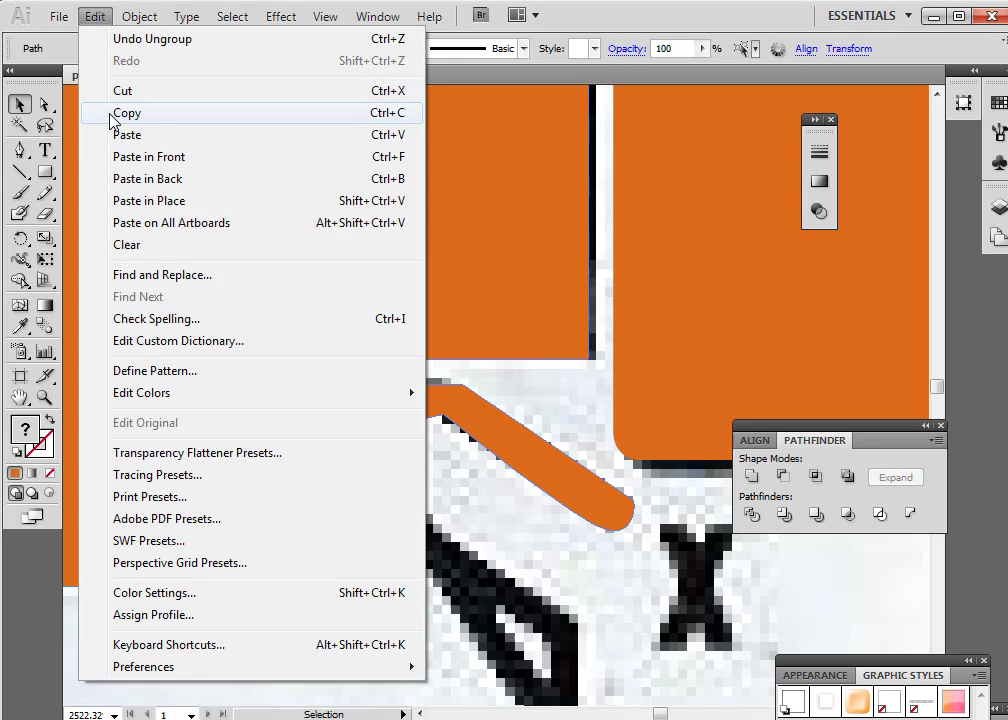 Ai File Edit Object Type Select Effect View Window Help Br ESSENTIALS
Path Basic Style: Opacity: 100 % Align Transform
Undo Ungroup Ctrl+Z
Redo Shift+Ctrl+Z
Cut Ctrl+X
Copy Ctrl+C
Paste Ctrl+V
Paste in Front Ctrl+F
Paste in Back Ctrl+B
Paste in Place Shift+Ctrl+V
Paste on All Artboards Alt+Shift+Ctrl+V
Clear
Find and Replace...
Find Next
Check Spelling... Ctrl+I
Edit Custom Dictionary...
Define Pattern...
Edit Colors
Edit Original
Transparency Flattener Presets...
Tracing Presets...
Print Presets...
Adobe PDF Presets...
SWF Presets...
Perspective Grid Presets...
Color Settings... Shift+Ctrl+K
Assign Profile...
Keyboard Shortcuts... Alt+Shift+Ctrl+K
Preferences
T
?
ALIGN PATHFINDER
Shape Modes:
Expand
Pathfinders:
APPEARANCE GRAPHIC STYLES
2522.32 1 Selection